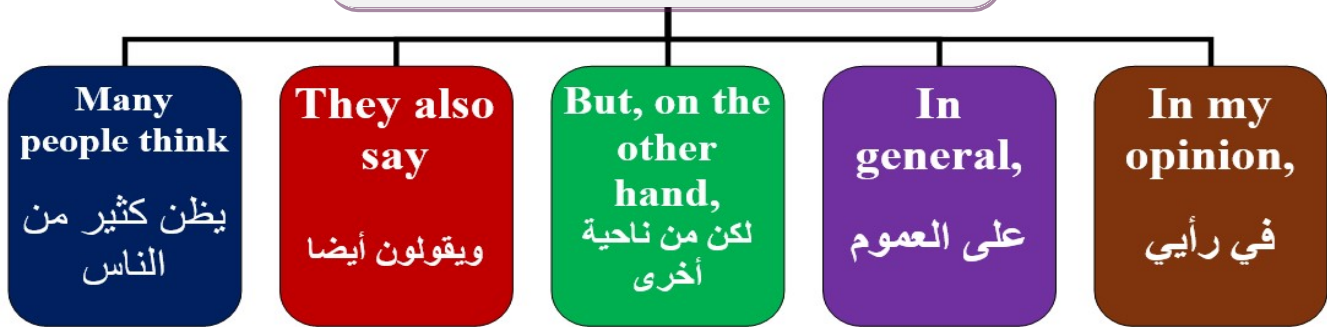 Many
people think
يظن كثير من
الناس
They also
say
ويقولون أيضا
But, on the
other
hand,
لكن من ناحية
أخرى
In
general,
على العموم
In my
opinion,
في رأيي